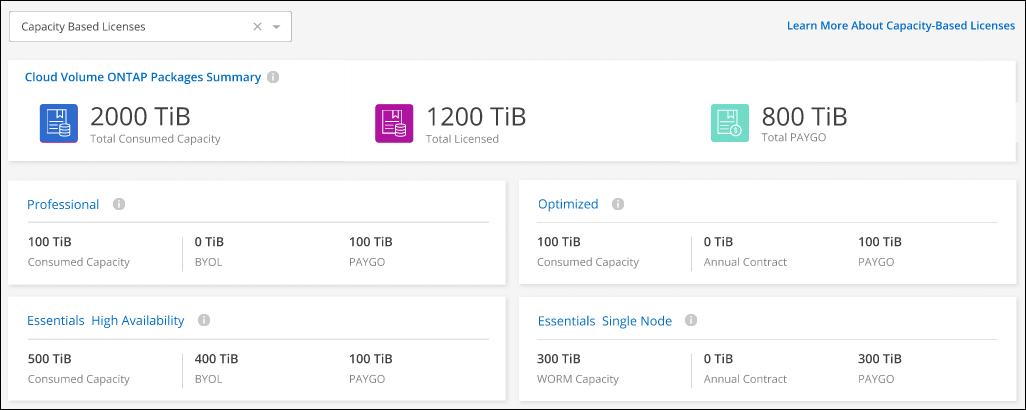 Capacity Based Licenses
Learn More About Capacity-Based Licenses
Cloud Volume ONTAP Packages Summary
2000 TiB
Total Consumed Capacity
1200 TiB
Total Licensed
800 TiB
Total PAYGO
Professional
100 TiB
Consumed Capacity
0 TiB
BYOL
100 TiB
PAYGO
Optimized
100 TiB
Consumed Capacity
0 TiB
Annual Contract
100 TiB
PAYGO
Essentials High Availability
500 TiB
Consumed Capacity
400 TiB
BYOL
100 TiB
PAYGO
Essentials Single Node
300 TiB
WORM Capacity
0 TiB
Annual Contract
300 TiB
PAYGO